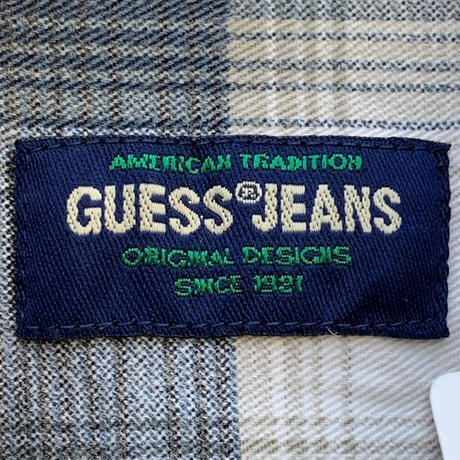 AMERICAN TRADITION
GUESS® JEANS
ORIGINAL DESIGNS
SINCE 1981